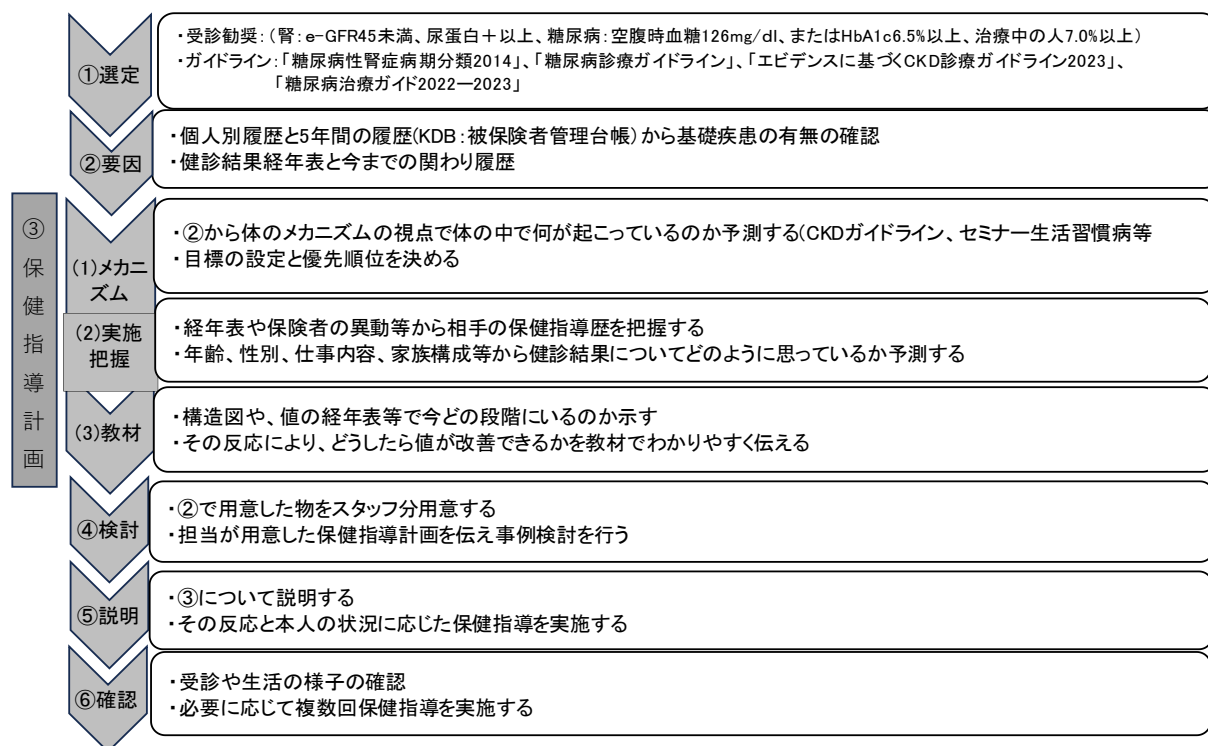 ①選定
・受診勧奨:(腎:e-GFR45未満、尿蛋白+以上、糖尿病:空腹時血糖126mg/dl、またはHbA1c6.5%以上、治療中の人7.0%以上)
・ガイドライン:「糖尿病性腎症病期分類2014」、「糖尿病診療ガイドライン」、「エビデンスに基づくCKD診療ガイドライン2023」、
「糖尿病治療ガイド2022―2023」
②要因
・個人別履歴と5年間の履歴(KDB:被保険者管理台帳)から基礎疾患の有無の確認
・健診結果経年表と今までの関わり履歴
③保健指導計画
(1)メカニ
ズム
・②から体のメカニズムの視点で体の中で何が起こっているのか予測する(CKDガイドライン、セミナー生活習慣病等
・目標の設定と優先順位を決める
(2)実施
把握
・経年表や保険者の異動等から相手の保健指導歴を把握する
・年齢、性別、仕事内容、家族構成等から健診結果についてどのように思っているか予測する
(3)教材
・構造図や、値の経年表等で今どの段階にいるのか示す
・その反応により、どうしたら値が改善できるかを教材でわかりやすく伝える
④検討
・②で用意した物をスタッフ分用意する
・担当が用意した保健指導計画を伝え事例検討を行う
⑤説明
・③について説明する
・その反応と本人の状況に応じた保健指導を実施する
⑥確認
・受診や生活の様子の確認
・必要に応じて複数回保健指導を実施する